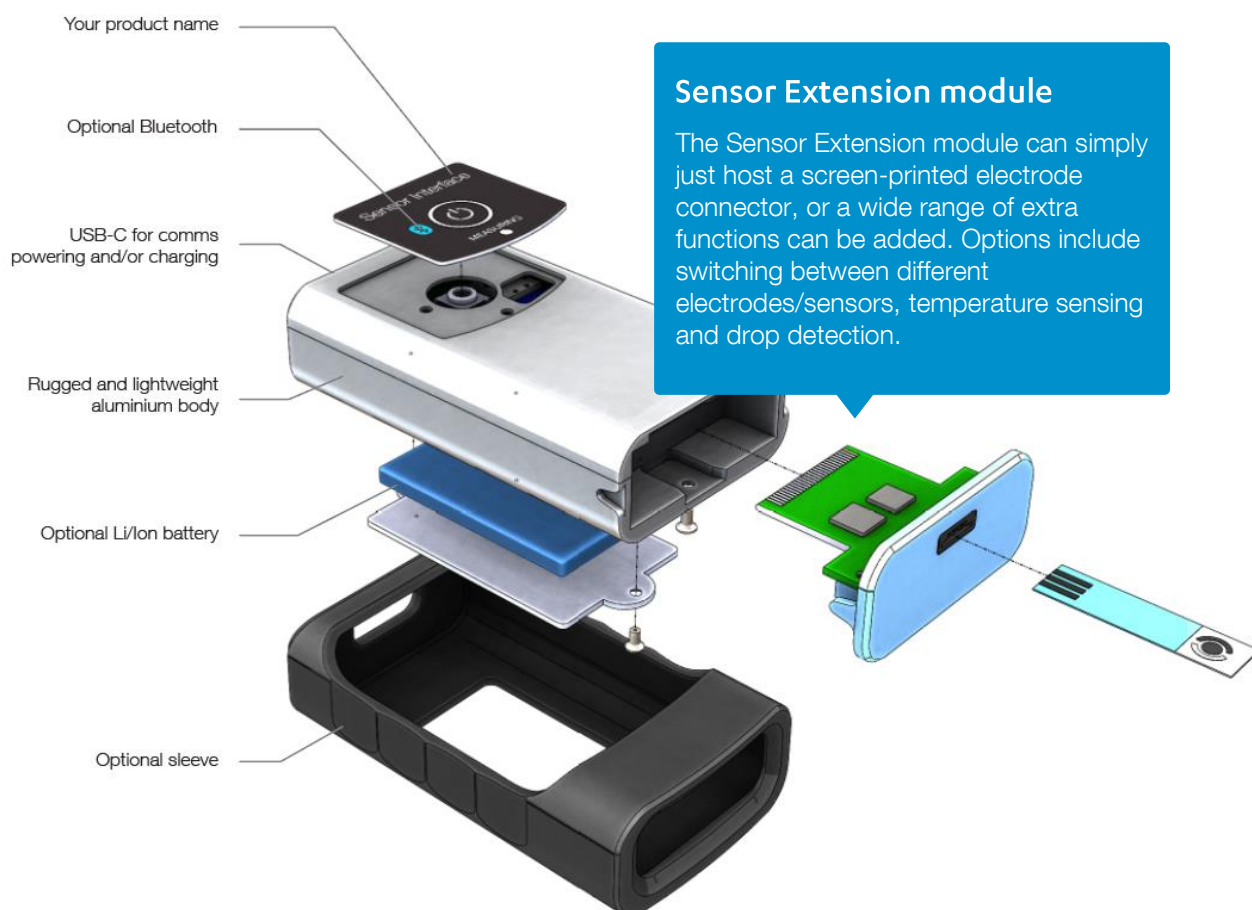 Your product name
Optional Bluetooth
USB-C for comms
powering and/or charging
Rugged and lightweight
aluminium body
Optional Li/Ion battery
Optional sleeve
Sensor Interface
MEASURING
Sensor Extension module
The Sensor Extension module can simply
just host a screen-printed electrode
connector, or a wide range of extra
functions can be added. Options include
switching between different
electrodes/sensors, temperature sensing
and drop detection.